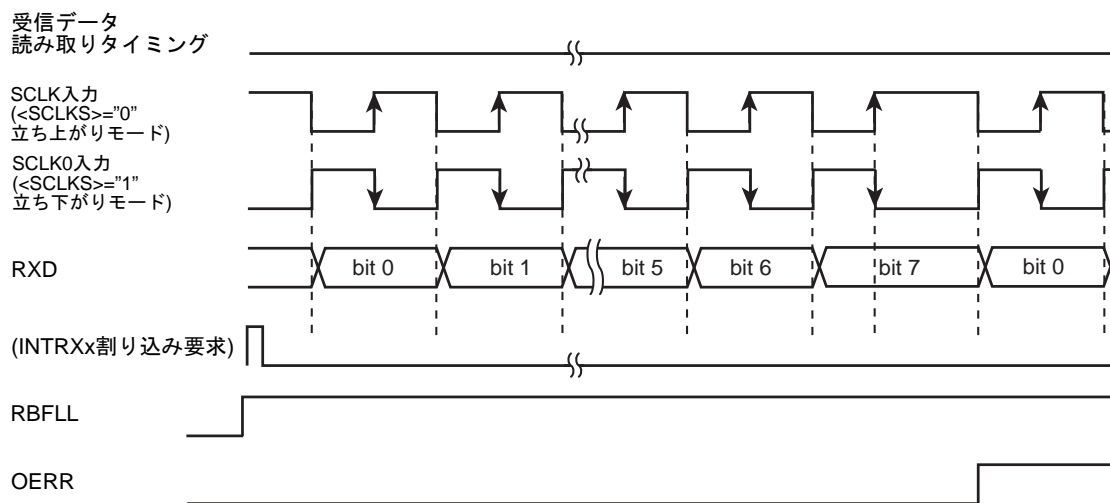 受信データ
読み取りタイミング
SCLK入力
(<SCLKS>="0"
立ち上がりモード)
SCLK0入力
(<SCLKS>="1"
立ち下がりモード)
RXD
bit 0
bit 1
bit 5
bit 6
bit 7
bit 0
(INTRXx割り込み要求)
RBFLL
OERR